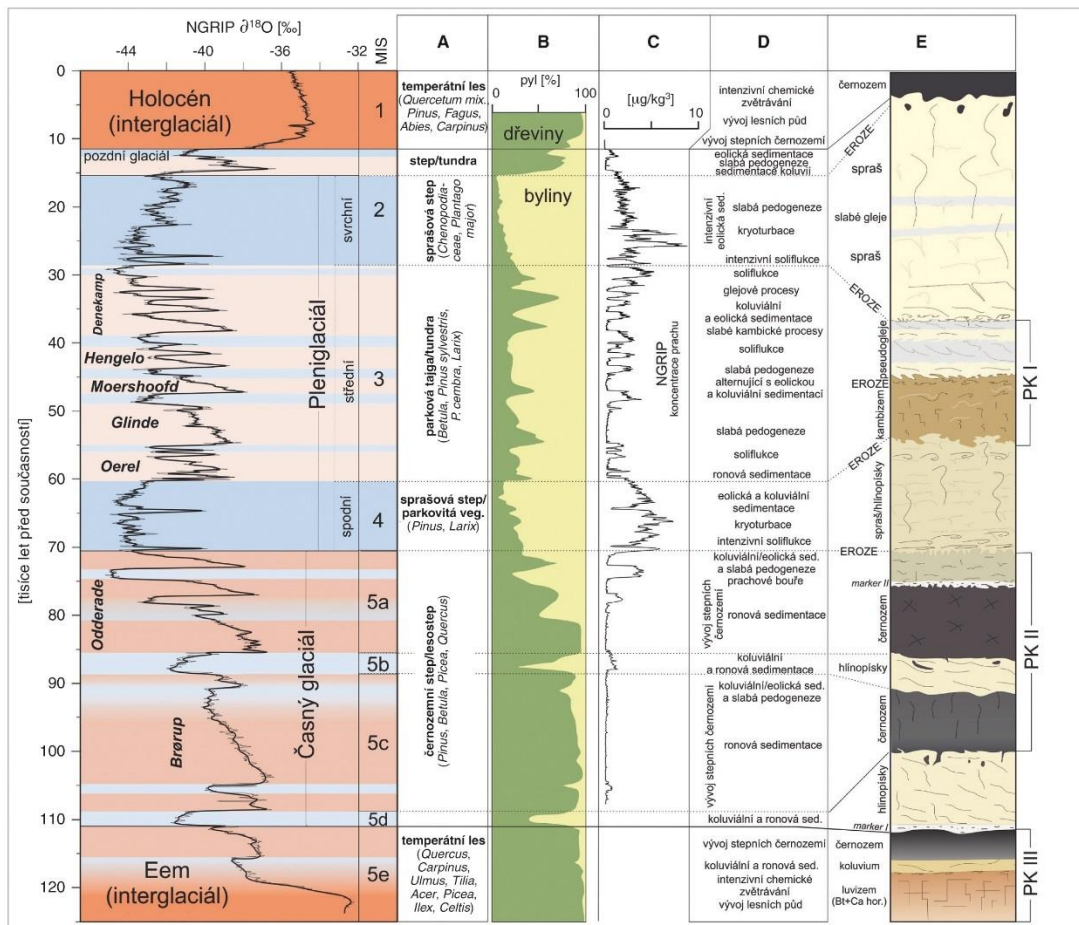 NGRIP ∂¹⁸O [‰]
-44 -40 -36 -32
MIS
A
B
C
D
E
[tisíce let před současností]
0
10
20
30
40
50
60
70
80
90
100
110
120
Holocén
(interglaciál)
pozdní glaciál
Denekamp
Hengelo
Moershoofd
Glinde
Oerel
Odderade
Brørup
Eem
(interglaciál)
Pleniglaciál
svrchní
střední
spodní
Časný glaciál
1
2
3
4
5a
5b
5c
5d
5e
temperátní les
(Quercetum mix.
Pinus, Fagus,
Abies, Carpinus)
step/tundra
sprašová step
(Chenopodia-
ceae, Plantago
major)
parková tajga/tundra
(Betula, Pinus sylvestris,
P. cembra, Larix)
sprašová step/
parkovitá veg.
(Pinus, Larix)
černozemní step/lesostep
(Pinus, Betula, Picea, Quercus)
temperátní les
(Quercus,
Carpinus,
Ulmus, Tilia,
Acer, Picea,
Ilex, Celtis)
pyl [%]
0 100
dřeviny
byliny
[µg/kg³]
0 5 10
NGRIP
koncentrace prachu
intenzivní chemické
zvětrávání
vývoj lesních půd
vývoj stepních černozemí
eolická sedimentace
slabá pedogeneze
sedimentace koluvií
intenzivní
eolická sed.
slabá pedogeneze
kryoturbace
intenzivní soliflukce
soliflukce
glejové procesy
koluviální
a eolická sedimentace
slabé kambické procesy
soliflukce
slabá pedogeneze
alternující s eolickou
a koluviální sedimentací
slabá pedogeneze
soliflukce
ronová sedimentace
eolická a koluviální
sedimentace
kryoturbace
intenzivní soliflukce
koluviální/eolická sed.
a slabá pedogeneze
prachové bouře
vývoj stepních
černozemí
ronová sedimentace
koluviální
a ronová sedimentace
koluviální/eolická sed.
a slabá pedogeneze
vývoj stepních černozemí
ronová sedimentace
koluviální a ronová sed.
vývoj stepních černozemí
koluviální a ronová sed.
intenzivní chemické
zvětrávání
vývoj lesních půd
černozem
EROZE
spraš
slabé gleje
spraš
EROZE
pseudogleje
EROZE
kambizem
EROZE
spraš/hlinopísky
EROZE
marker II
černozem
hlinopísky
černozem
hlinopísky
marker I
černozem
koluvium
luvizem
(Bt+Ca hor.)
PK I
PK II
PK III